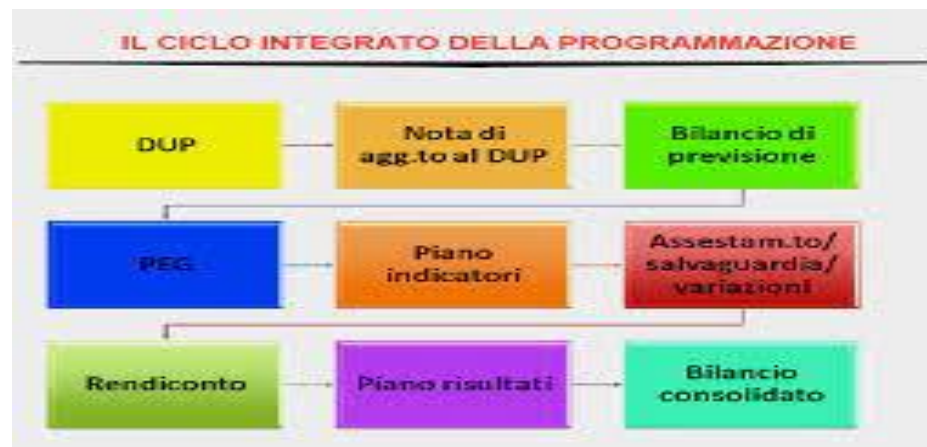 IL CICLO INTEGRATO DELLA PROGRAMMAZIONE
DUP
Nota di
agg.to al DUP
Bilancio di
previsione
PEG
Piano
indicatori
Assestam.to/
salvaguardia/
variazioni
Rendiconto
Piano risultati
Bilancio
consolidato